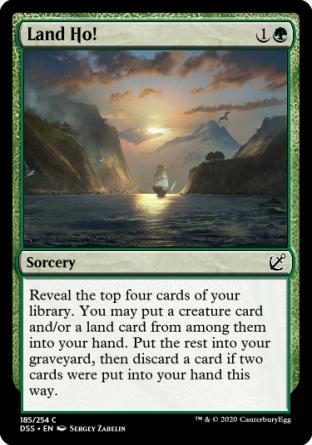 Land Ho! 1
Sorcery
Reveal the top four cards of your
library. You may put a creature card
and/or a land card from among them
into your hand. Put the rest into your
graveyard, then discard a card if two
cards were put into your hand this
way.
185/254 C
DSS • EN Sergey Zabelin ™ & © 2020 CanterburyEgg